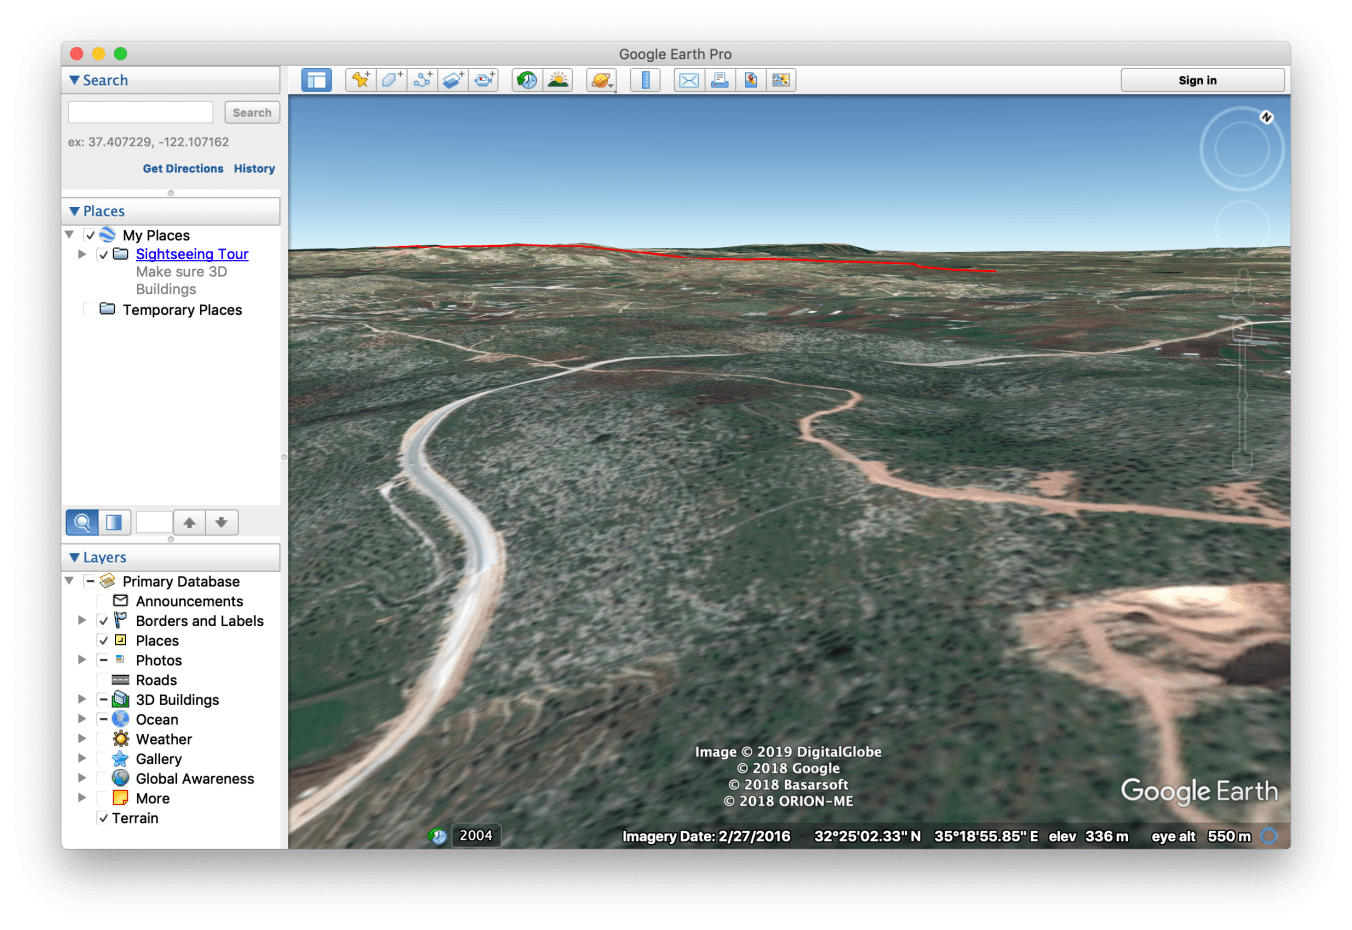 Google Earth Pro
Search
Sign in
Search
ex: 37.407229, -122.107162
Get Directions History
N
Places
My Places
Sightseeing Tour
Make sure 3D
Buildings
Temporary Places
Layers
Primary Database
Announcements
Borders and Labels
Places
Photos
Roads
3D Buildings
Ocean
Weather
Gallery
Global Awareness
More
Terrain
Image © 2019 DigitalGlobe
© 2018 Google
© 2018 Basarsoft
© 2018 ORION-ME
Google Earth
2004
Imagery Date: 2/27/2016 32°25'02.33" N 35°18'55.85" E elev 336 m eye alt 550 m